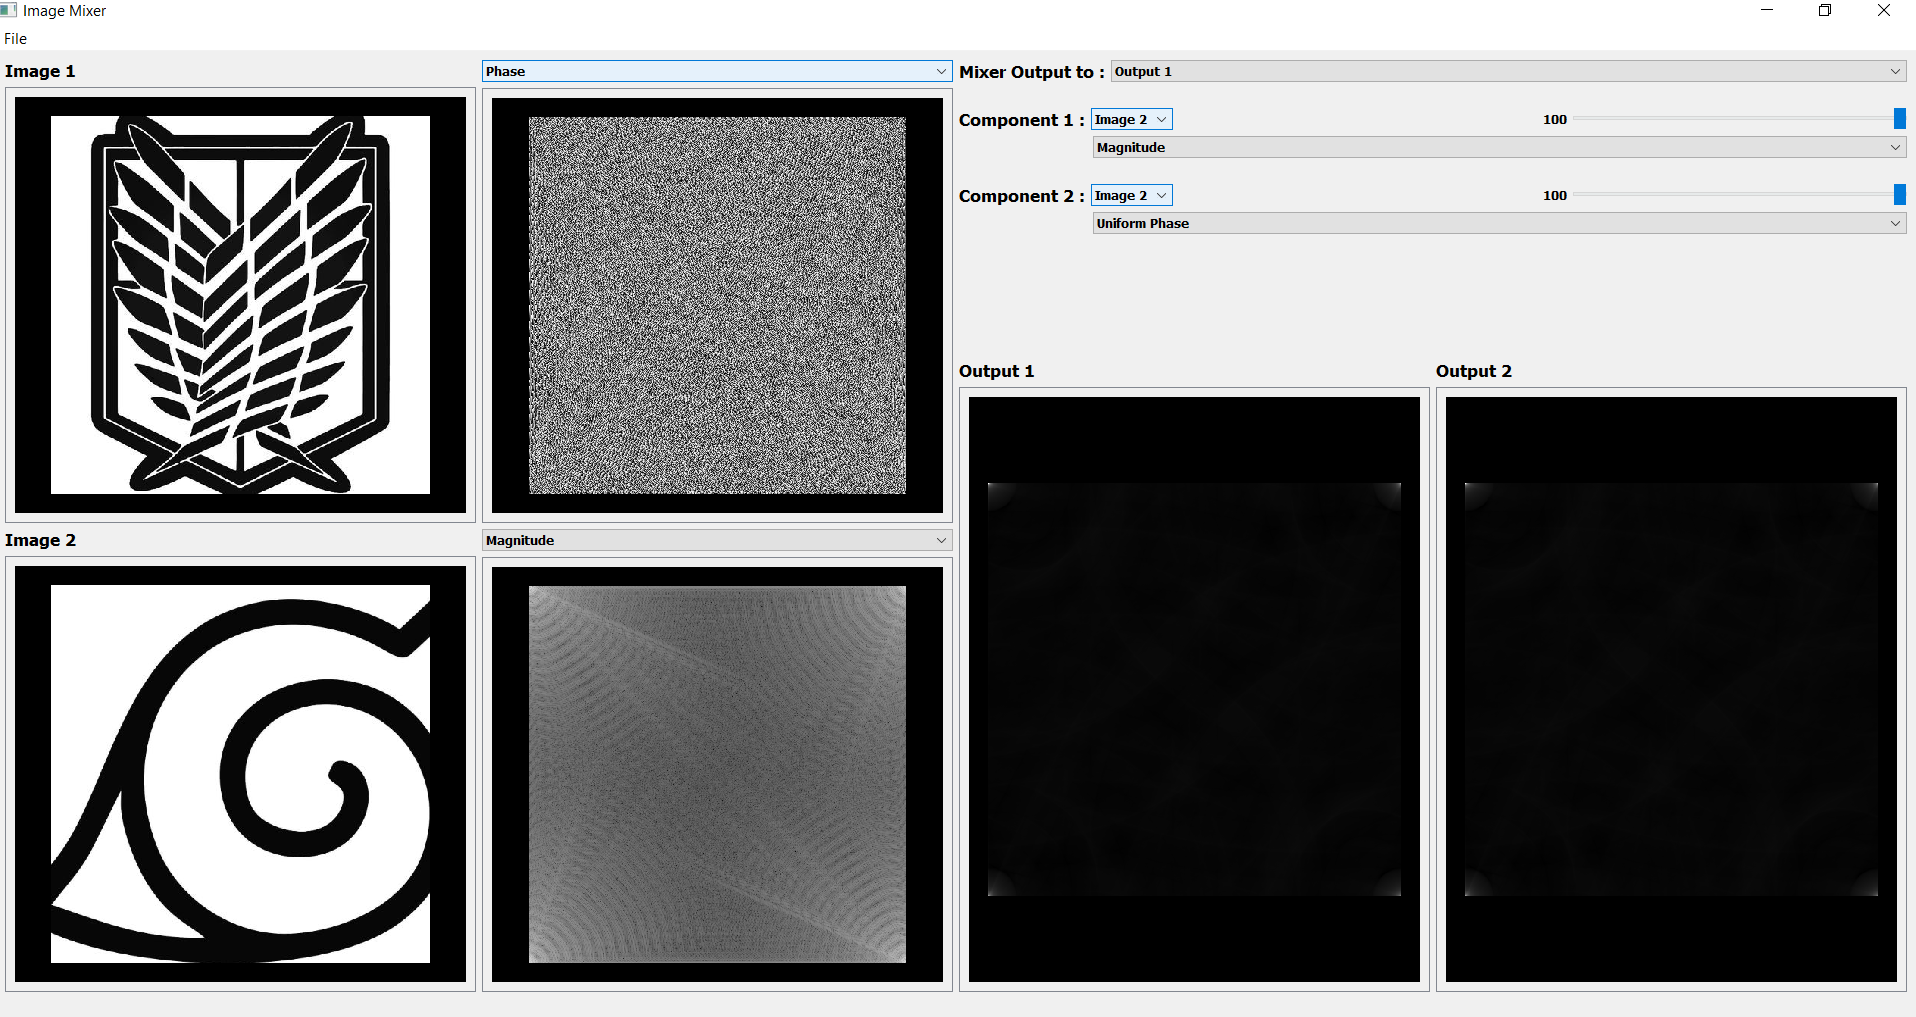 Image Mixer
File
Image 1
Phase
Mixer Output to :
Output 1
Component 1 :
Image 2
100
Magnitude
Component 2 :
Image 2
100
Uniform Phase
Image 2
Magnitude
Output 1
Output 2